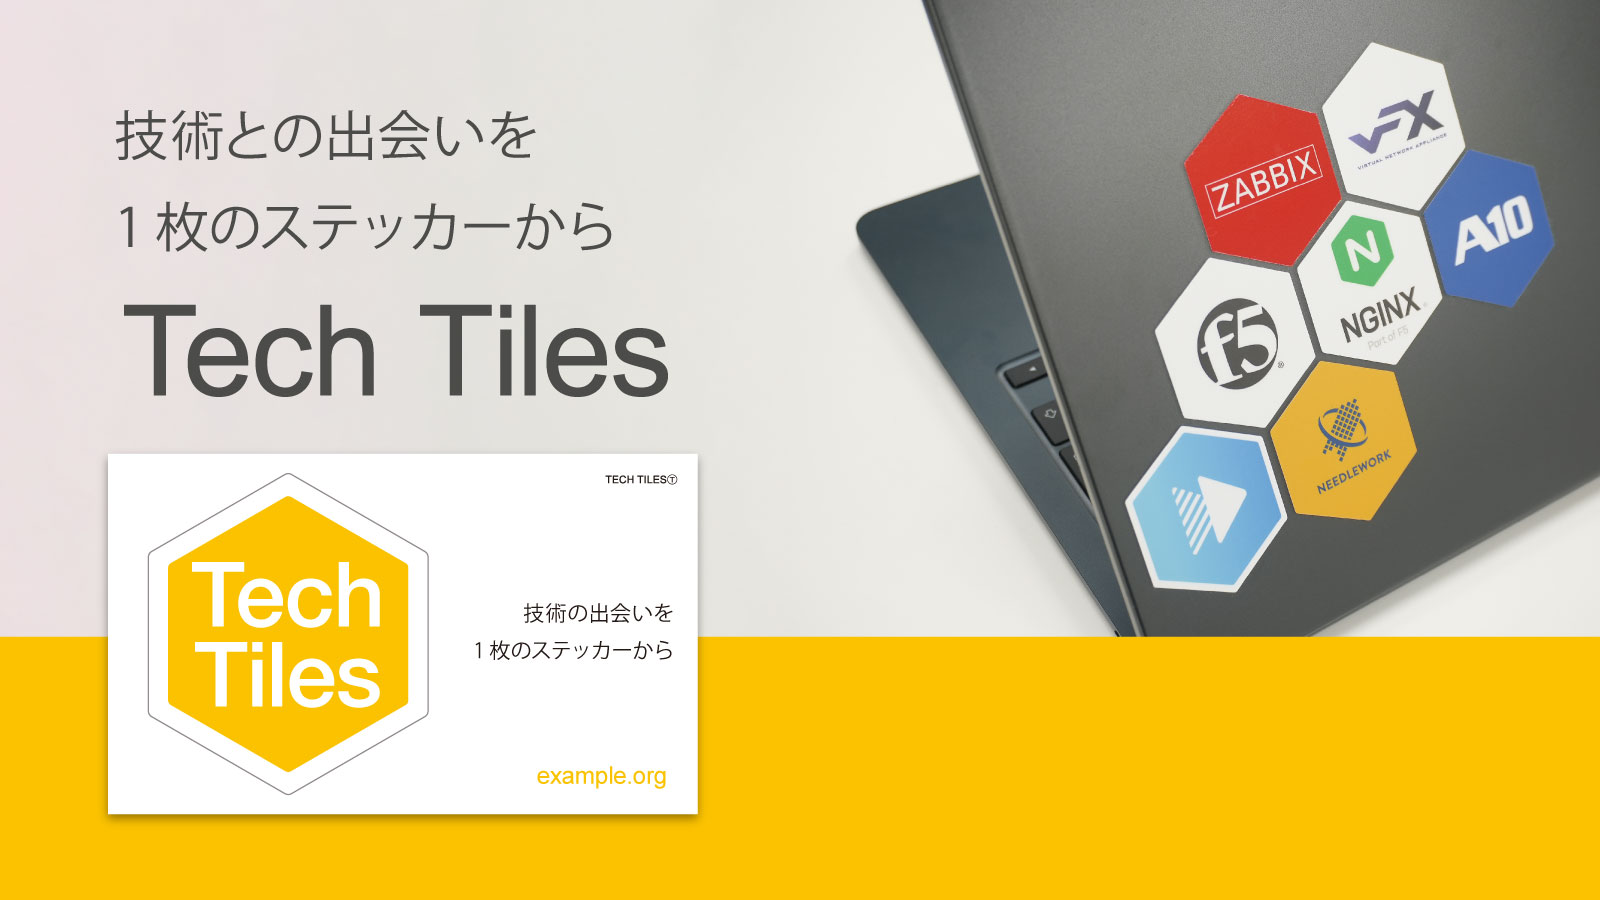 技術との出会いを
1枚のステッカーから
Tech Tiles
TECH TILESⓉ
Tech
Tiles
技術の出会いを
1枚のステッカーから
example.org
VFX
VIRTUAL NETWORK APPLIANCE
ZABBIX
A10
N
NGINX
Part of F5
f5®
NEEDLEWORK